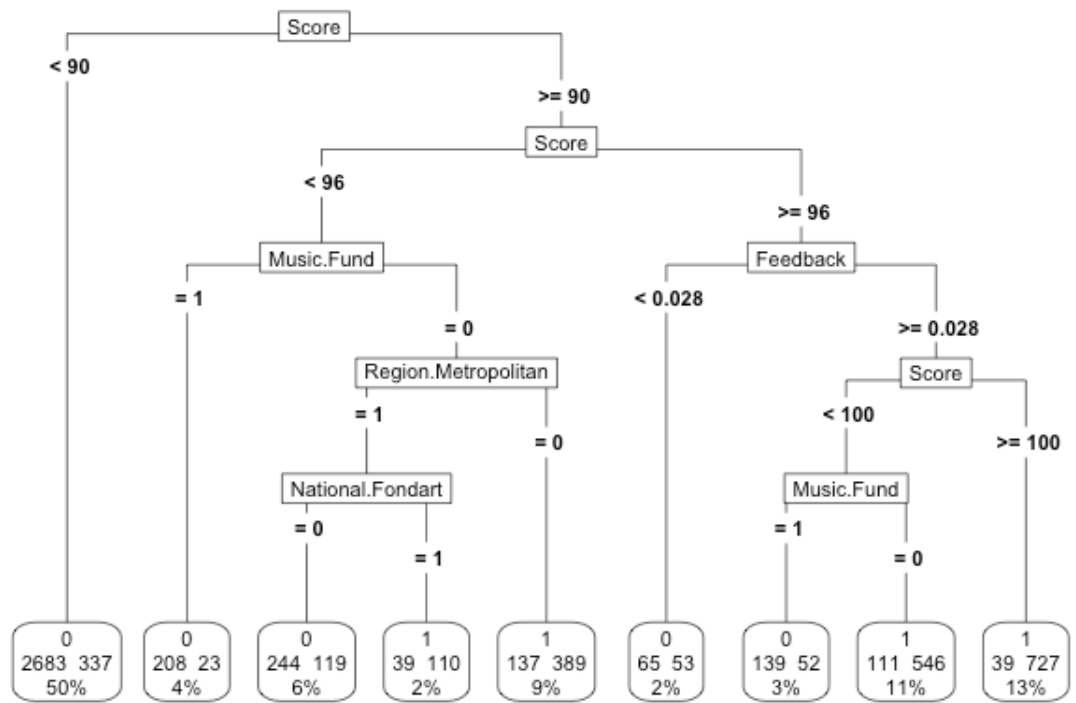 Score
< 90
>= 90
Score
< 96
>= 96
Music.Fund
Feedback
= 1
< 0.028
= 0
>= 0.028
Region.Metropolitan
Score
= 1
< 100
= 0
>= 100
National.Fondart
Music.Fund
= 0
= 1
= 1
= 0
0 0 0 1 1 0 0 1 1
2683 337 208 23 244 119 39 110 137 389 65 53 139 52 111 546 39 727
50% 4% 6% 2% 9% 2% 3% 11% 13%